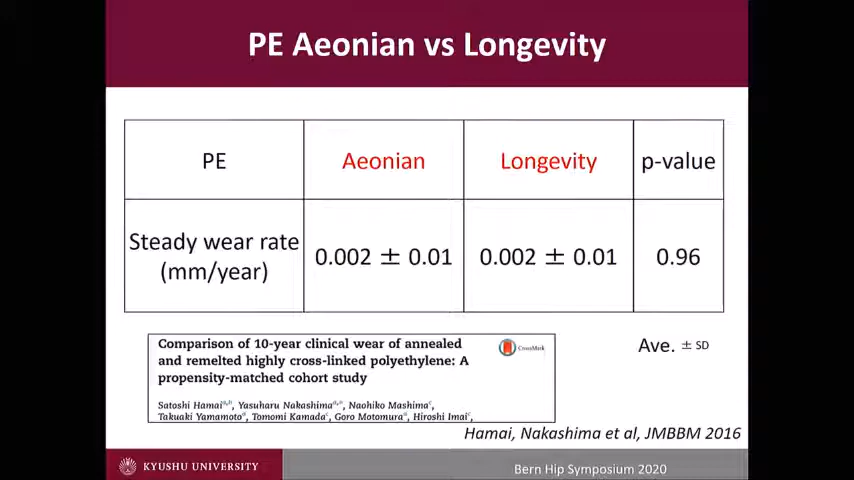 PE Aeonian vs Longevity
PE Aeonian Longevity p-value
Steady wear rate
(mm/year) 0.002 ± 0.01 0.002 ± 0.01 0.96
Comparison of 10-year clinical wear of annealed
and remelted highly cross-linked polyethylene: A
propensity-matched cohort study
CrossMark
Satoshi Hamai, Yasuharu Nakashima, Naohiko Mashima,
Takuaki Yamamoto, Tomomi Kamada, Goro Motomura, Hiroshi Imai,
Ave. ± SD
Hamai, Nakashima et al, JMBBM 2016
KYUSHU UNIVERSITY
Bern Hip Symposium 2020